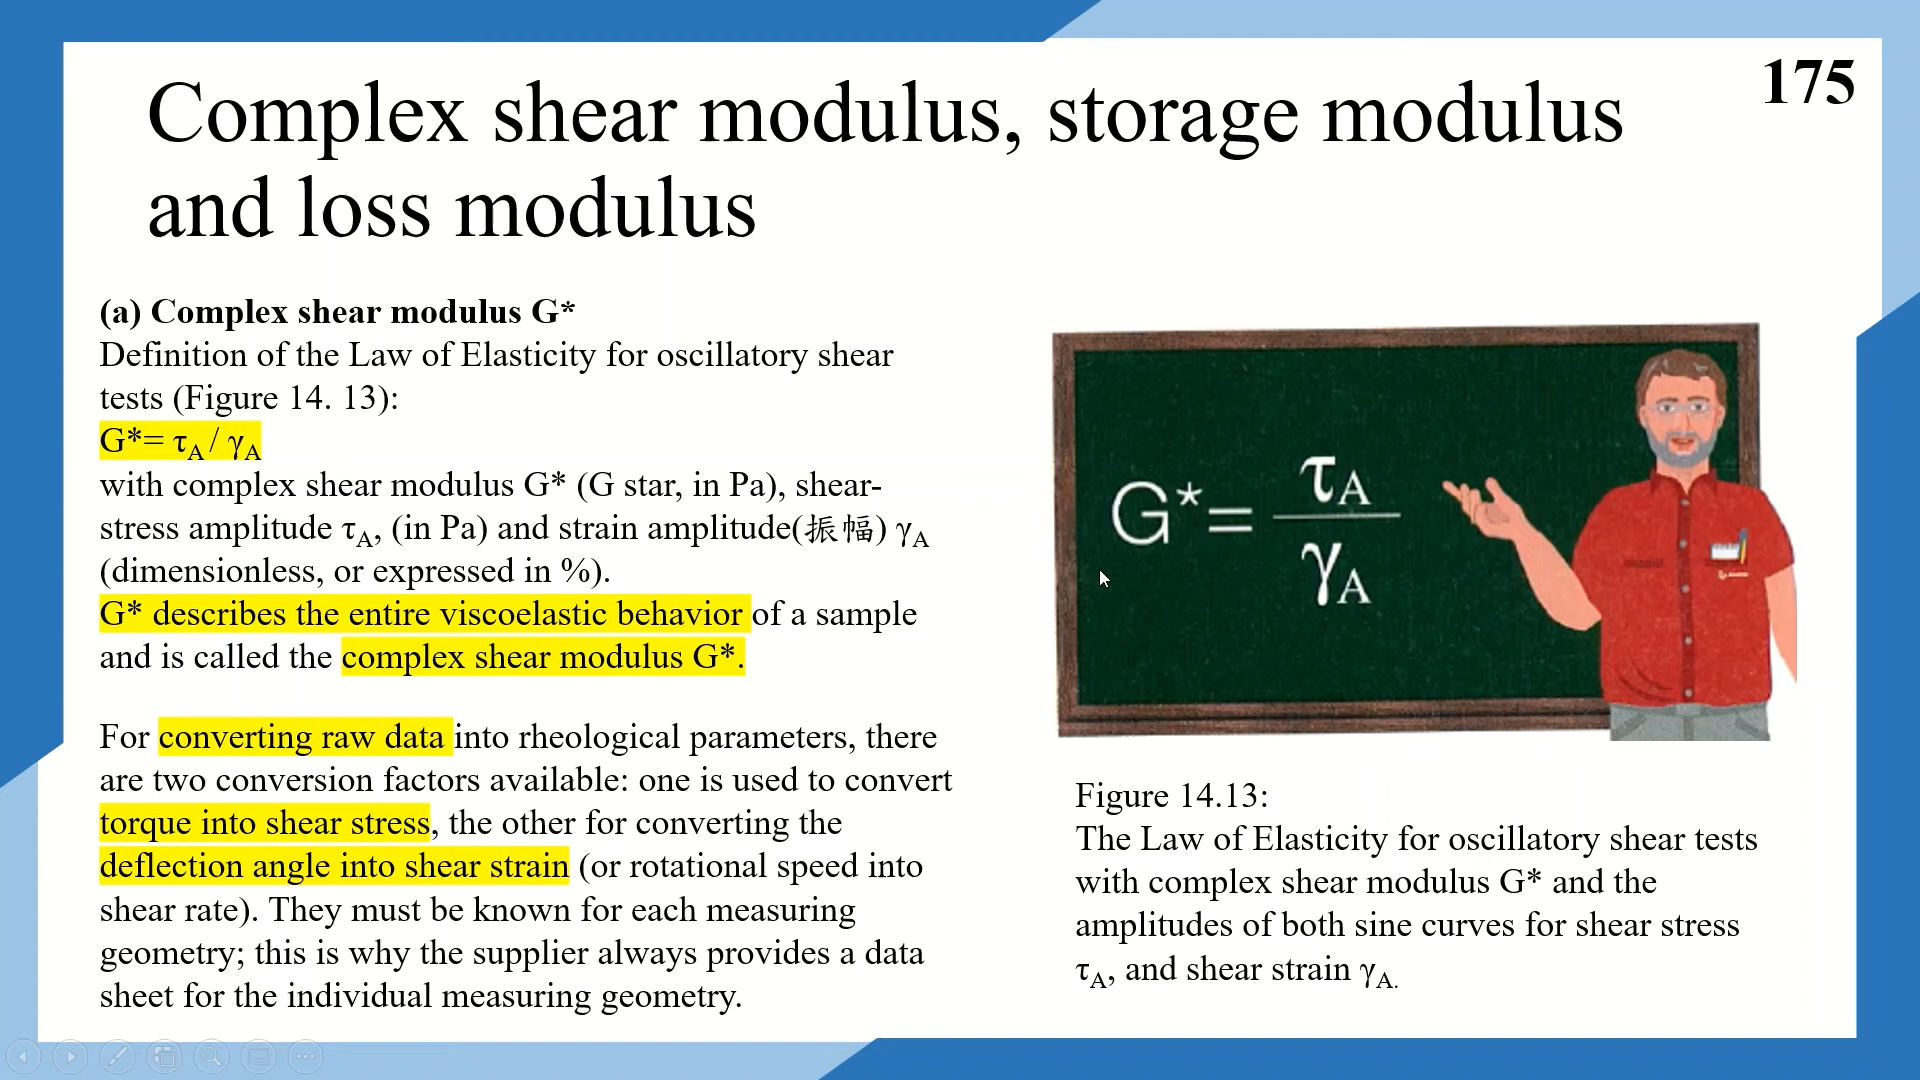 175
Complex shear modulus, storage modulus
and loss modulus
(a) Complex shear modulus G*
Definition of the Law of Elasticity for oscillatory shear
tests (Figure 14. 13):
G*= τA / γA
with complex shear modulus G* (G star, in Pa), shear-
stress amplitude τA, (in Pa) and strain amplitude(振幅) γA
(dimensionless, or expressed in %).
G* describes the entire viscoelastic behavior of a sample
and is called the complex shear modulus G*.
For converting raw data into rheological parameters, there
are two conversion factors available: one is used to convert
torque into shear stress, the other for converting the
deflection angle into shear strain (or rotational speed into
shear rate). They must be known for each measuring
geometry; this is why the supplier always provides a data
sheet for the individual measuring geometry.
G*= τA
γA
Figure 14.13:
The Law of Elasticity for oscillatory shear tests
with complex shear modulus G* and the
amplitudes of both sine curves for shear stress
τA, and shear strain γA.